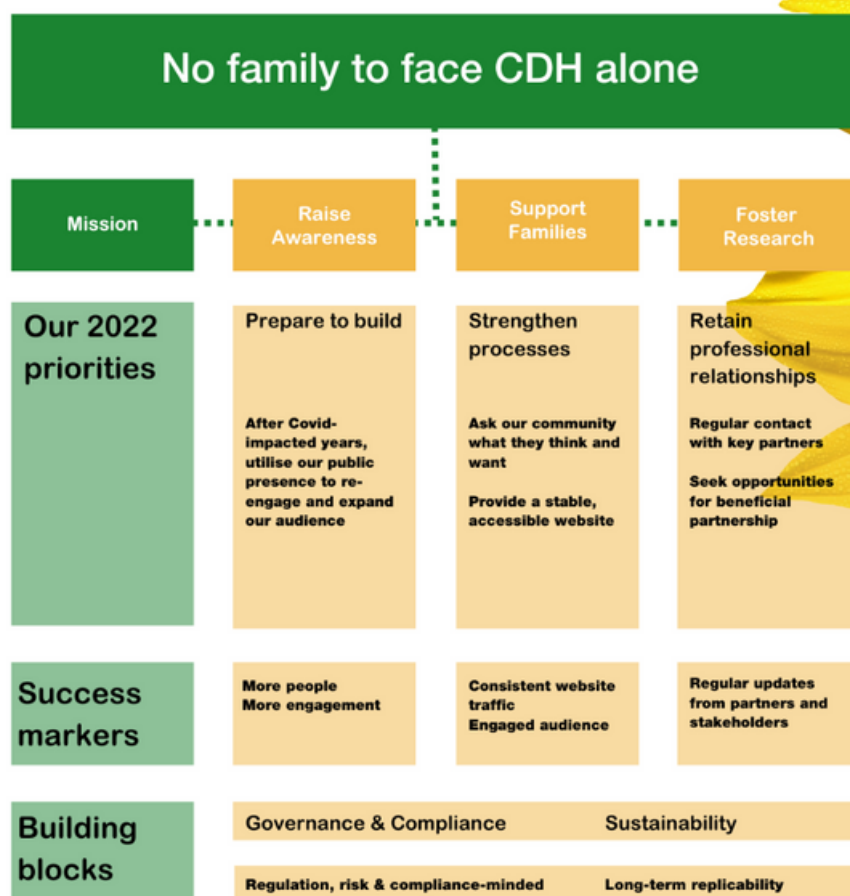 No family to face CDH alone
Mission
Raise
Awareness
Support
Families
Foster
Research
Our 2022
priorities
Prepare to build
After Covid-
impacted years,
utilise our public
presence to re-
engage and expand
our audience
Strengthen
processes
Ask our community
what they think and
want
Provide a stable,
accessible website
Retain
professional
relationships
Regular contact
with key partners
Seek opportunities
for beneficial
partnership
Success
markers
More people
More engagement
Consistent website
traffic
Engaged audience
Regular updates
from partners and
stakeholders
Building
blocks
Governance & Compliance
Sustainability
Regulation, risk & compliance-minded
Long-term replicability